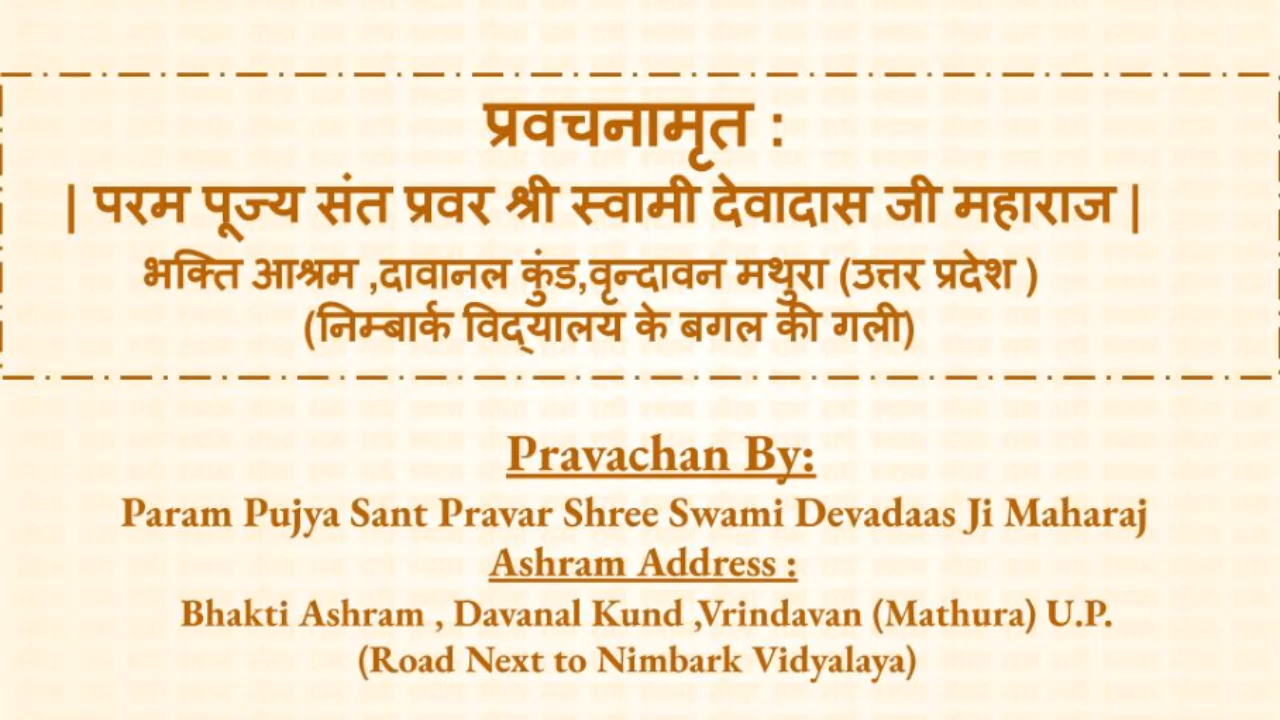 प्रवचनामृत :
| परम पूज्य संत प्रवर श्री स्वामी देवादास जी महाराज |
भक्ति आश्रम ,दावानल कुंड,वृन्दावन मथुरा (उत्तर प्रदेश )
(निम्बार्क विद्यालय के बगल की गली)
Pravachan By:
Param Pujya Sant Pravar Shree Swami Devadaas Ji Maharaj
Ashram Address :
Bhakti Ashram , Davanal Kund ,Vrindavan (Mathura) U.P.
(Road Next to Nimbark Vidyalaya)